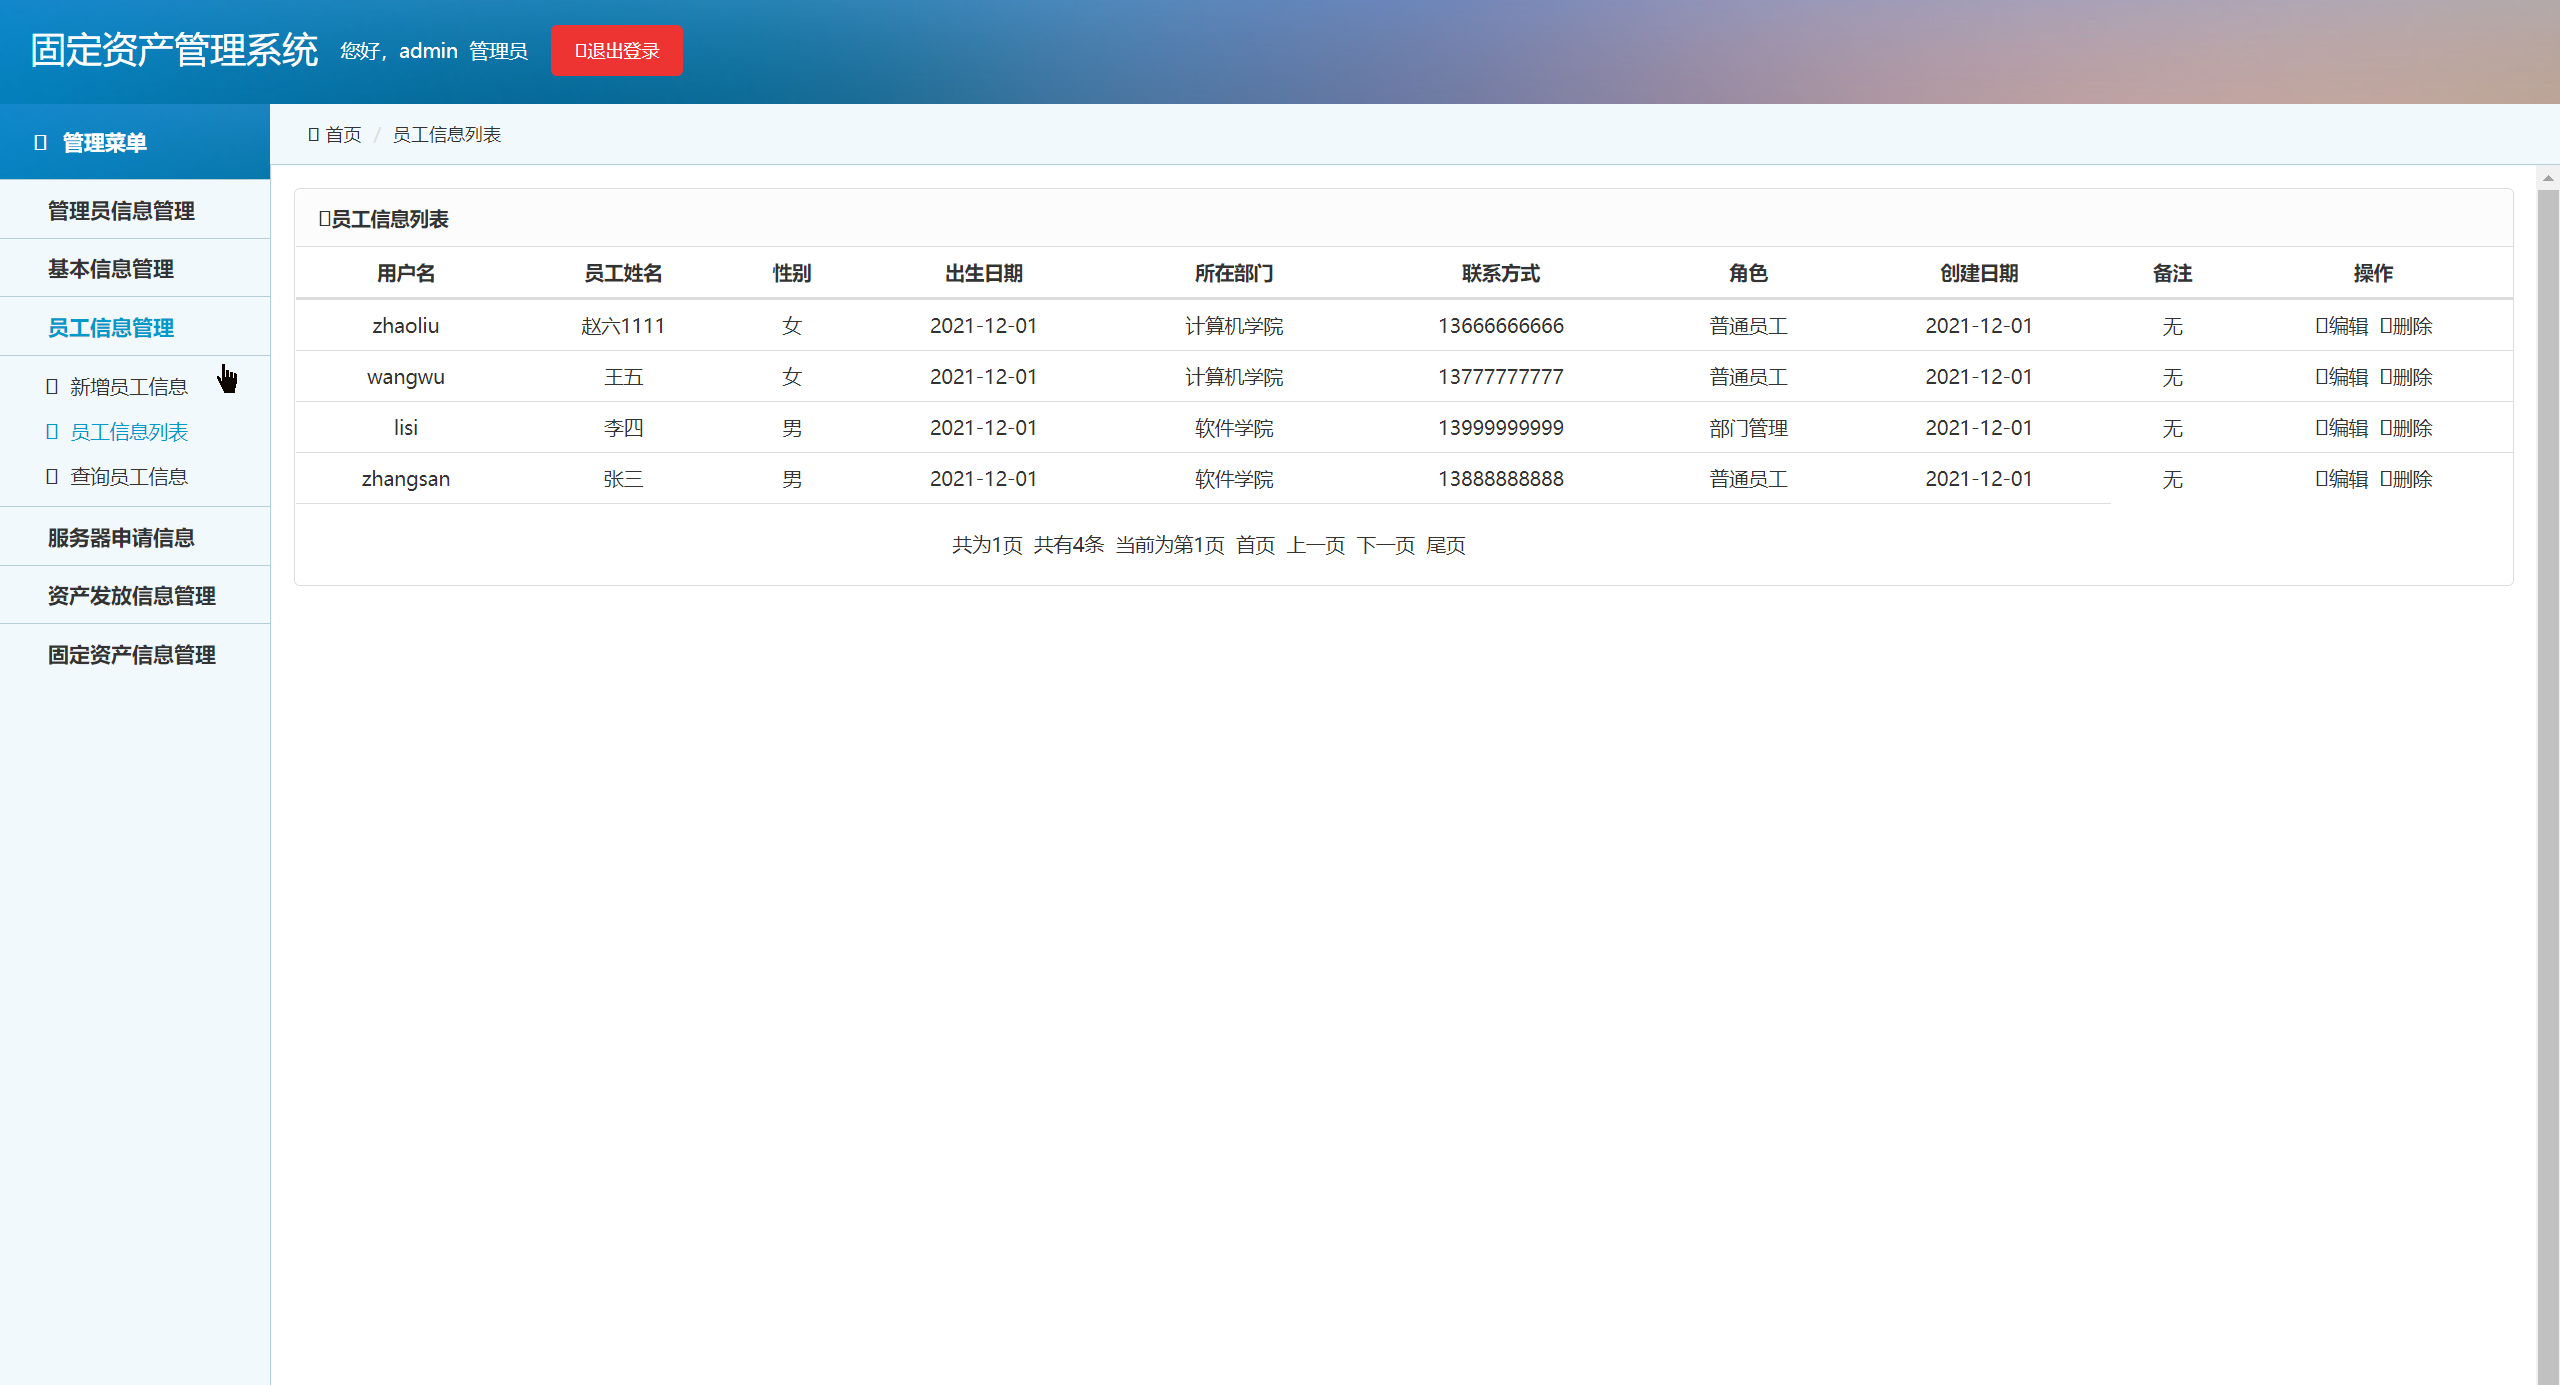 固定资产管理系统 您好，admin 管理员 退出登录
管理菜单
首页 / 员工信息列表
管理员信息管理
基本信息管理
员工信息管理
新增员工信息
员工信息列表
查询员工信息
服务器申请信息
资产发放信息管理
固定资产信息管理
员工信息列表
用户名 员工姓名 性别 出生日期 所在部门 联系方式 角色 创建日期 备注 操作
zhaoliu 赵六1111 女 2021-12-01 计算机学院 13666666666 普通员工 2021-12-01 无 编辑 删除
wangwu 王五 女 2021-12-01 计算机学院 13777777777 普通员工 2021-12-01 无 编辑 删除
lisi 李四 男 2021-12-01 软件学院 13999999999 部门管理 2021-12-01 无 编辑 删除
zhangsan 张三 男 2021-12-01 软件学院 13888888888 普通员工 2021-12-01 无 编辑 删除
共为1页 共有4条 当前为第1页 首页 上一页 下一页 尾页